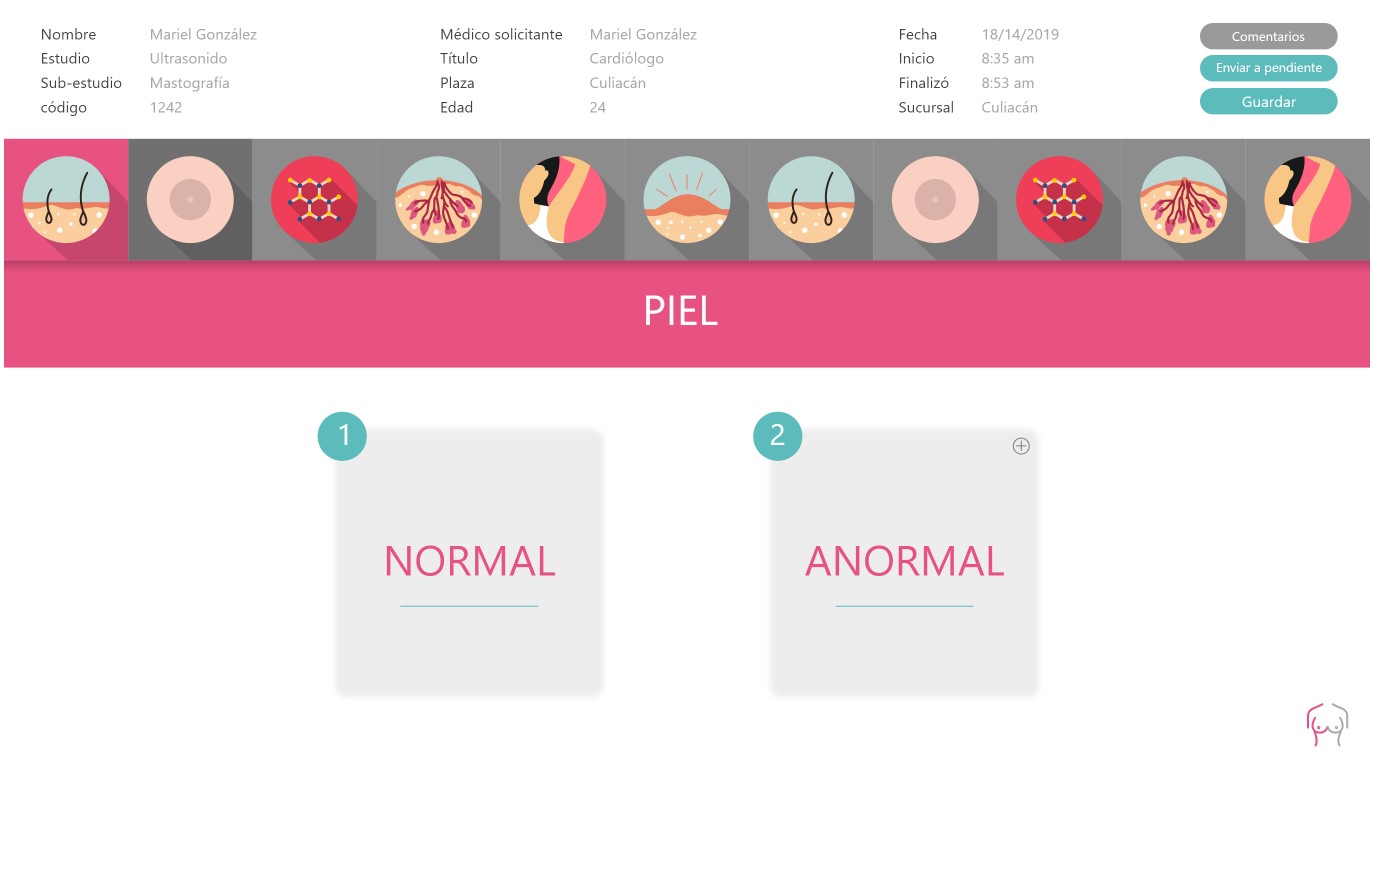 Nombre Mariel González
Estudio Ultrasonido
Sub-estudio Mastografía
código 1242
Médico solicitante Mariel González
Título Cardiólogo
Plaza Culiacán
Edad 24
Fecha 18/14/2019
Inicio 8:35 am
Finalizó 8:53 am
Sucursal Culiacán
Comentarios
Enviar a pendiente
Guardar
PIEL
1
NORMAL
2
ANORMAL